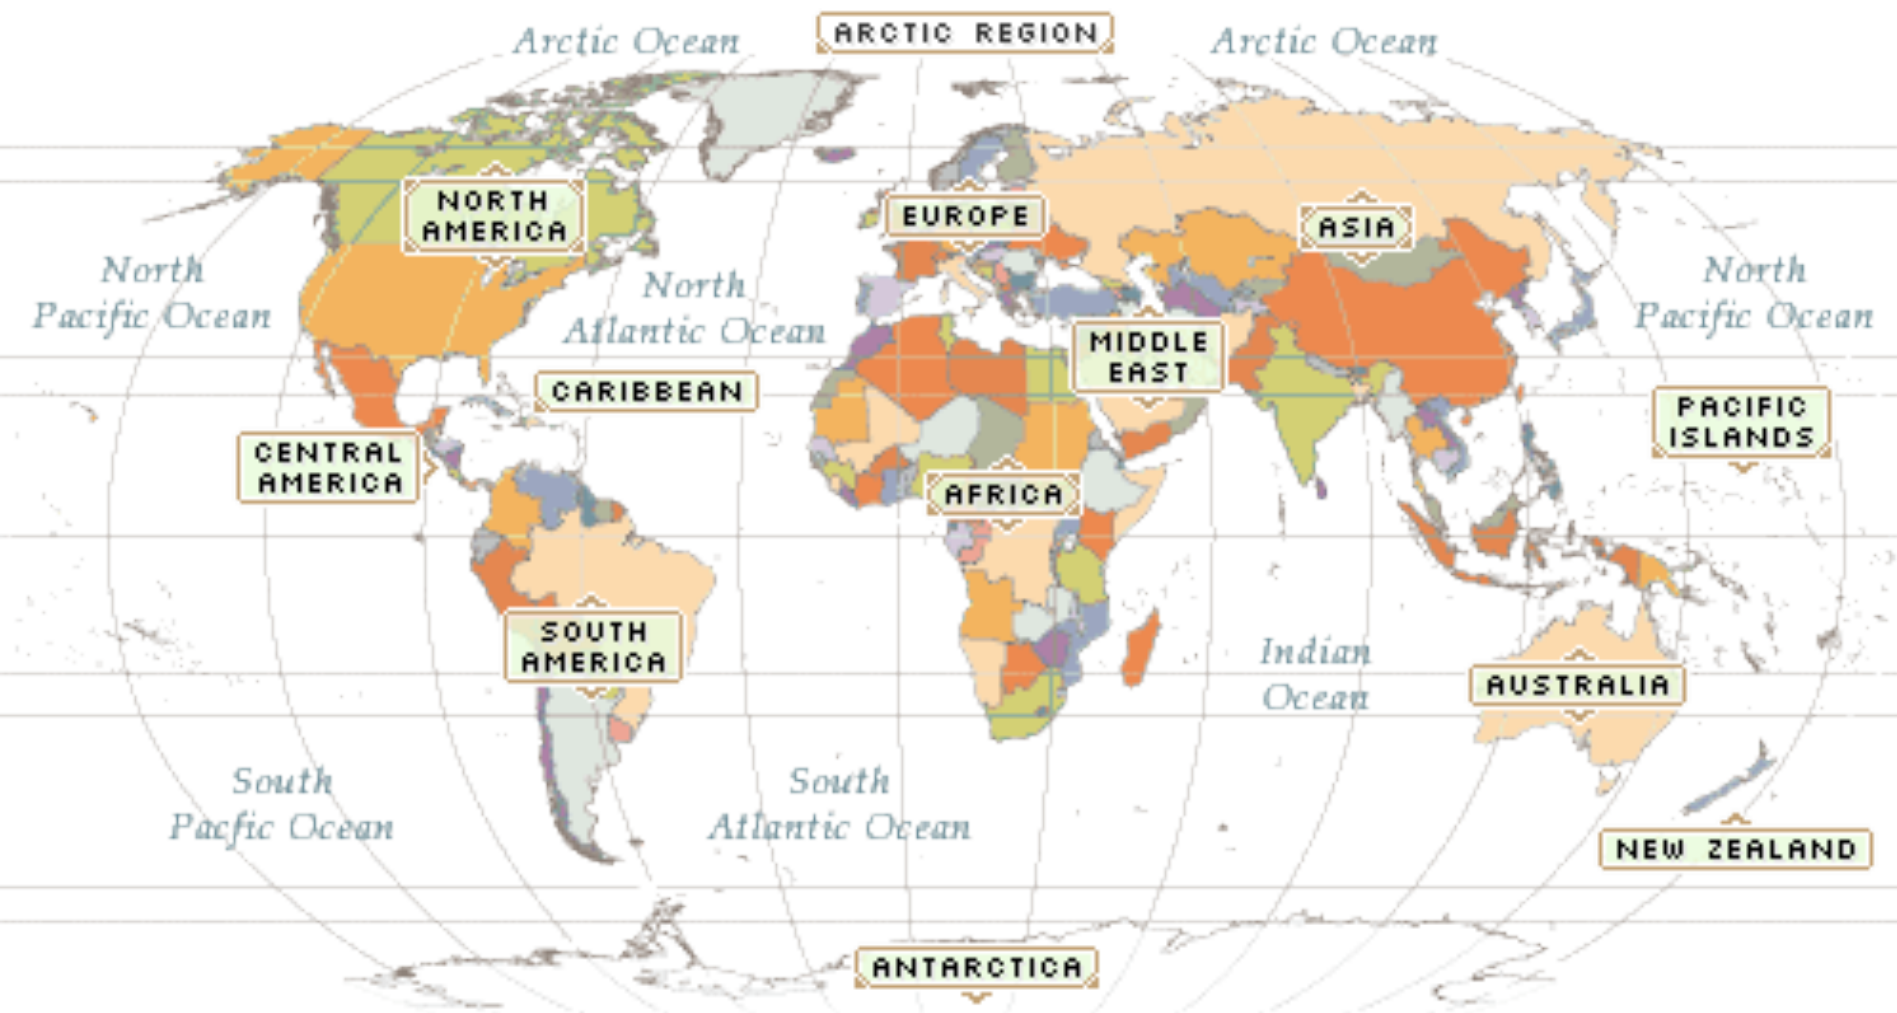 Arctic Ocean
ARCTIC REGION
Arctic Ocean
NORTH
AMERICA
EUROPE
ASIA
North
Pacific Ocean
North
Atlantic Ocean
North
Pacific Ocean
MIDDLE
EAST
CARIBBEAN
PACIFIC
ISLANDS
CENTRAL
AMERICA
AFRICA
SOUTH
AMERICA
Indian
Ocean
AUSTRALIA
South
Pacfic Ocean
South
Atlantic Ocean
NEW ZEALAND
ANTARCTICA